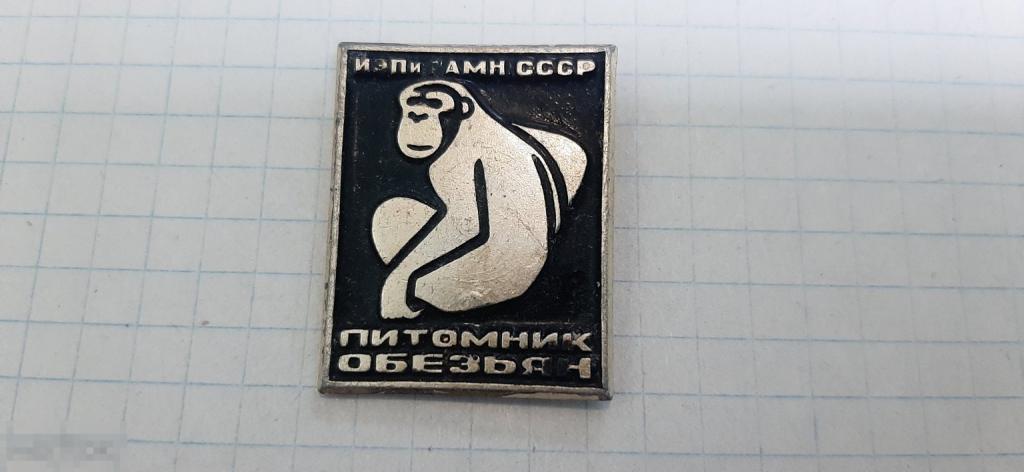 ИЭПиТ АМН СССР
ПИТОМНИК
ОБЕЗЬЯН